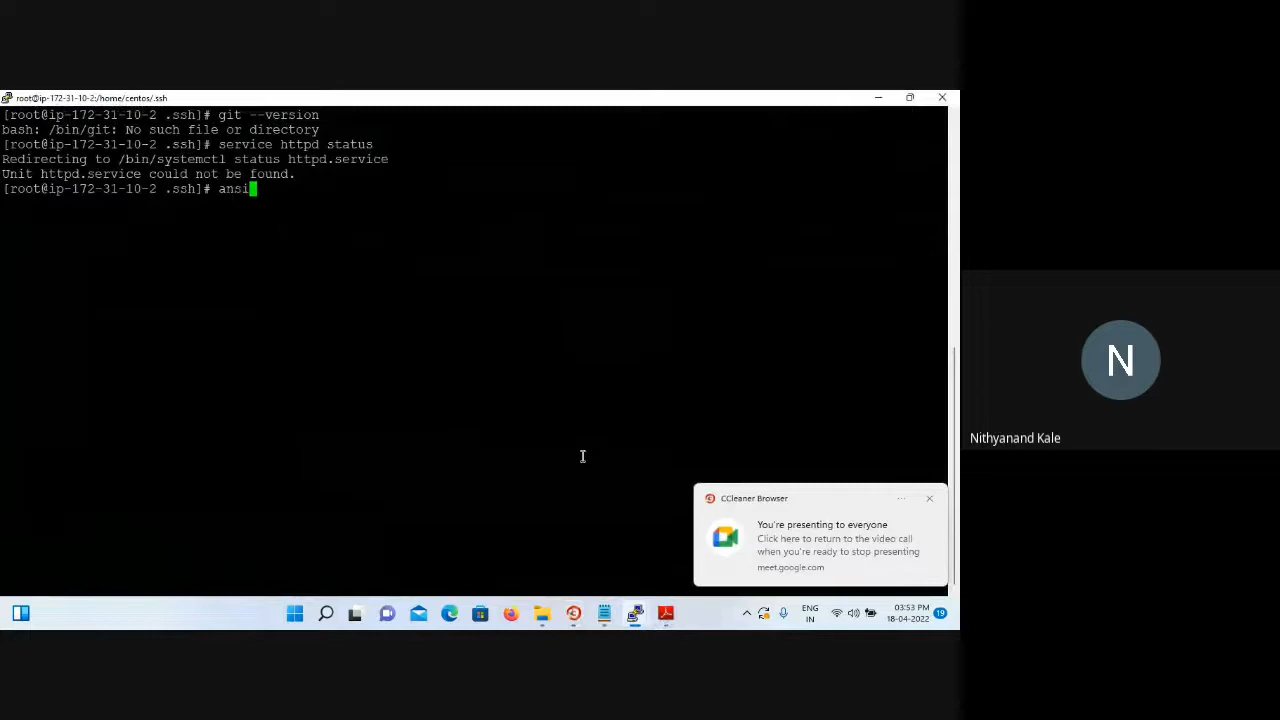 root@ip-172-31-10-2:/home/centos/.ssh
[root@ip-172-31-10-2 .ssh]# git --version
bash: /bin/git: No such file or directory
[root@ip-172-31-10-2 .ssh]# service httpd status
Redirecting to /bin/systemctl status httpd.service
Unit httpd.service could not be found.
[root@ip-172-31-10-2 .ssh]# ansi
N
Nithyanand Kale
CCleaner Browser
You're presenting to everyone
Click here to return to the video call
when you're ready to stop presenting
meet.google.com
ENG
IN
03:53 PM
18-04-2022
19